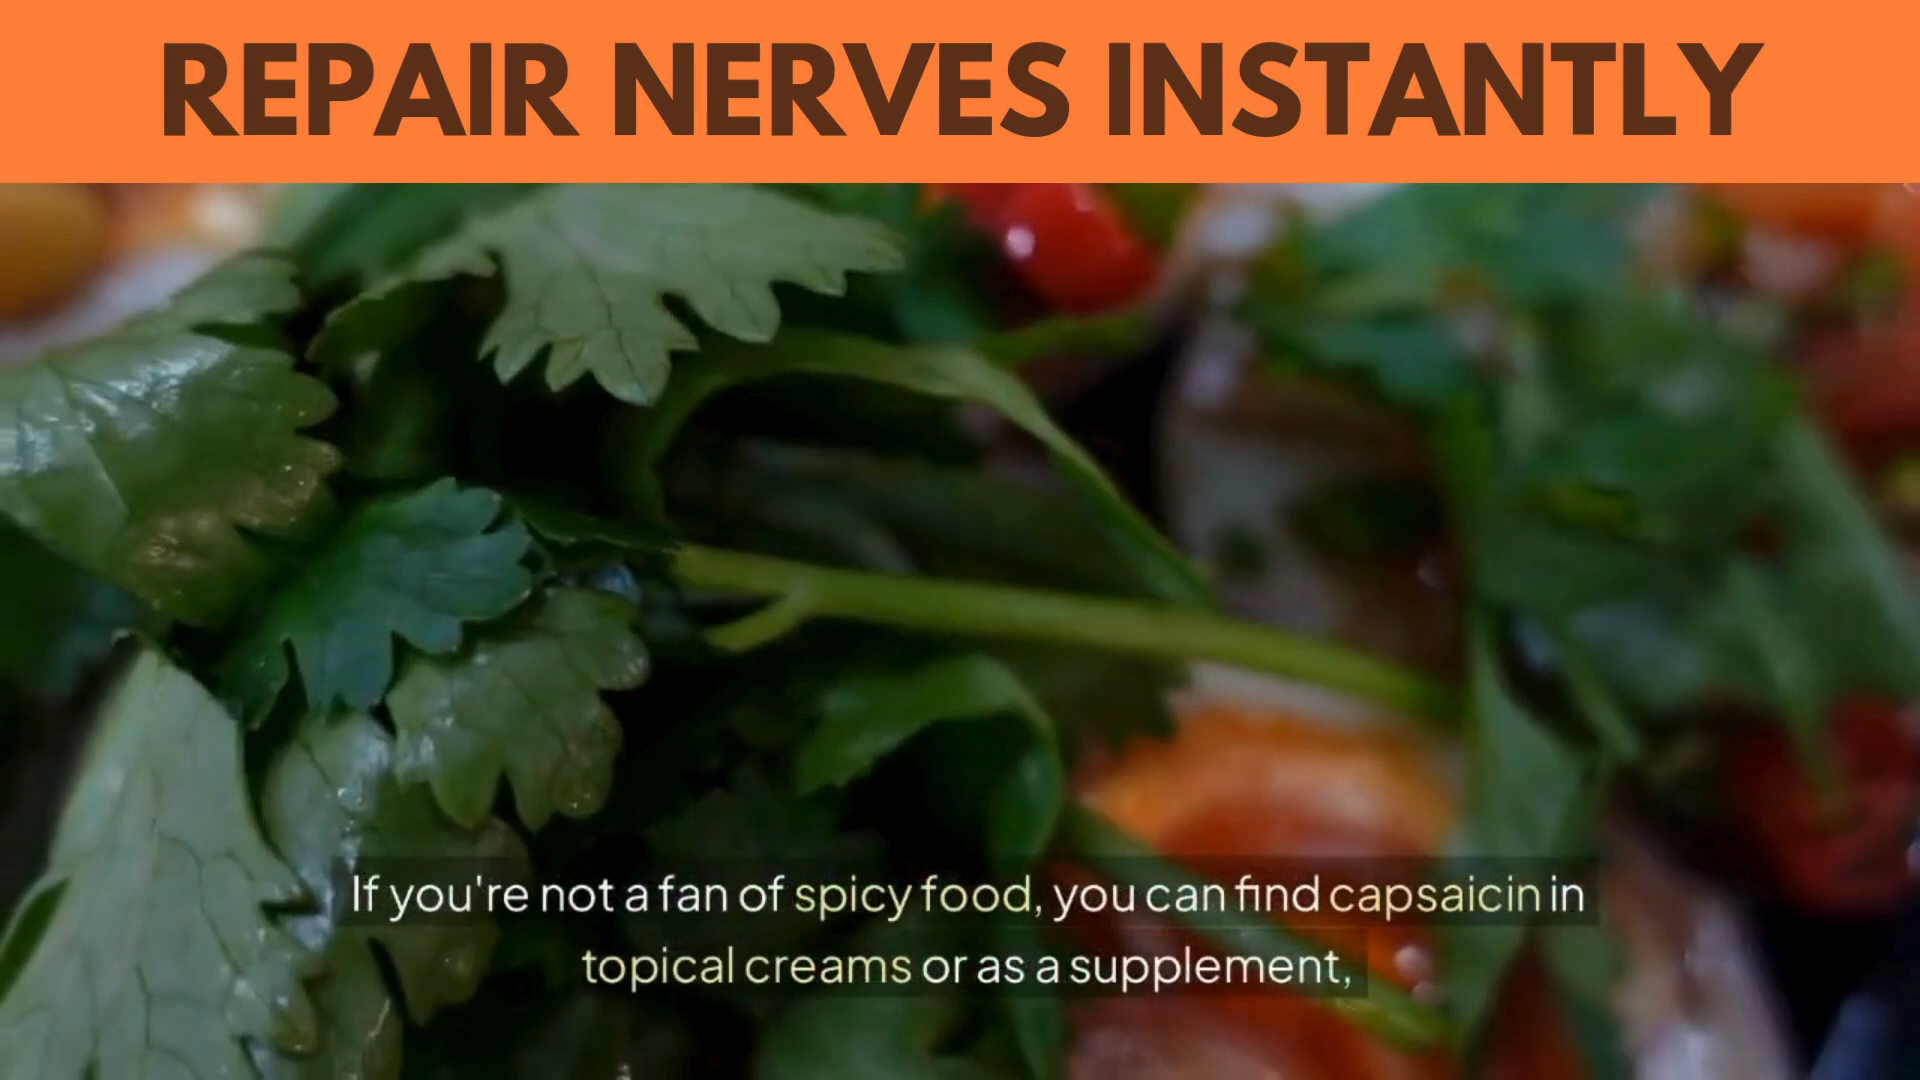 REPAIR NERVES INSTANTLY
If you're not a fan of spicy food, you can find capsaicin in
topical creams or as a supplement,